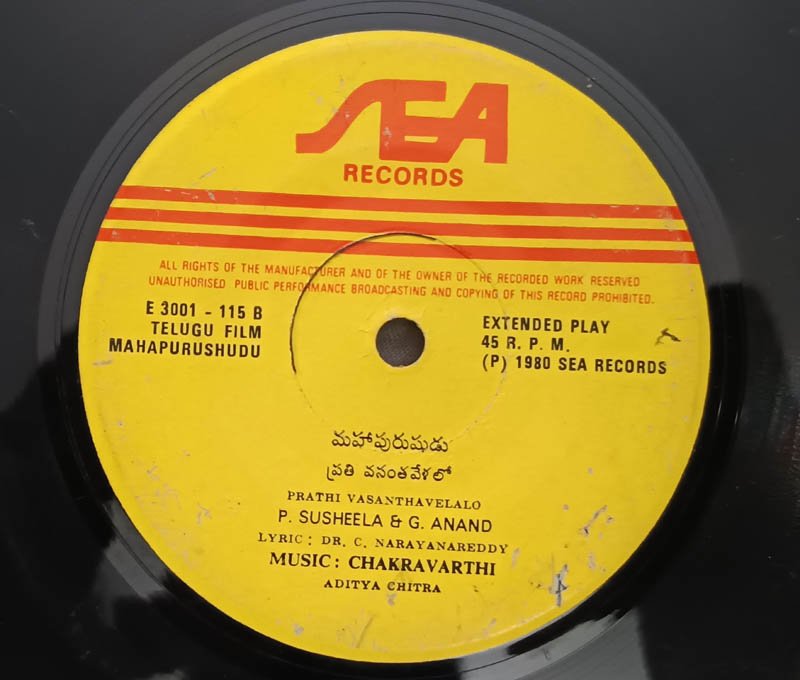 SEA
RECORDS
ALL RIGHTS OF THE MANUFACTURER AND OF THE OWNER OF THE RECORDED WORK RESERVED
UNAUTHORISED PUBLIC PERFORMANCE BROADCASTING AND COPYING OF THIS RECORD PROHIBITED.
E 3001 - 115 B
TELUGU FILM
MAHAPURUSHUDU
EXTENDED PLAY
45 R. P. M.
(P) 1980 SEA RECORDS
మహాపురుషుడు
ప్రతి వసంతవేళలో
PRATHI VASANTHAVELALO
P. SUSHEELA & G. ANAND
LYRIC : DR. C. NARAYANAREDDY
MUSIC : CHAKRAVARTHI
ADITYA CHITRA